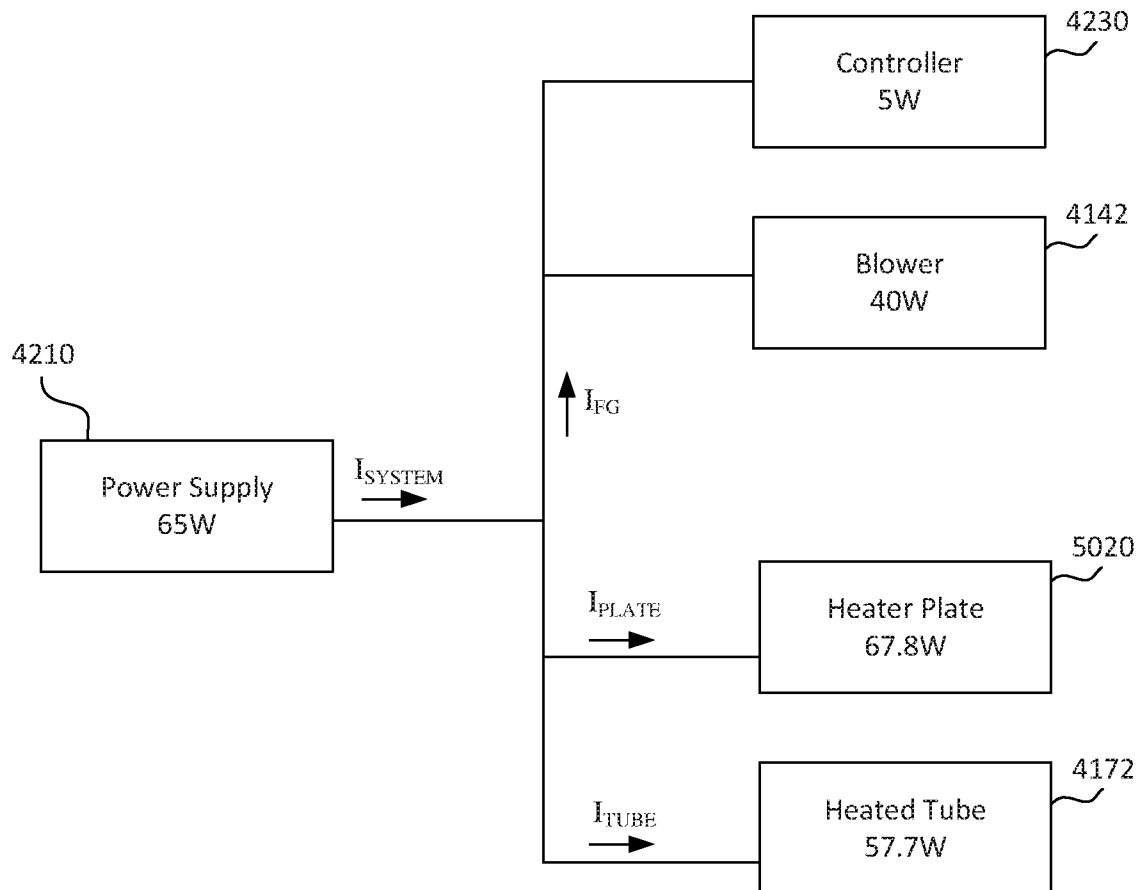 4230
Controller
5W
4142
Blower
40W
4210
I_FG
I_SYSTEM
Power Supply
65W
5020
I_PLATE
Heater Plate
67.8W
4172
I_TUBE
Heated Tube
57.7W